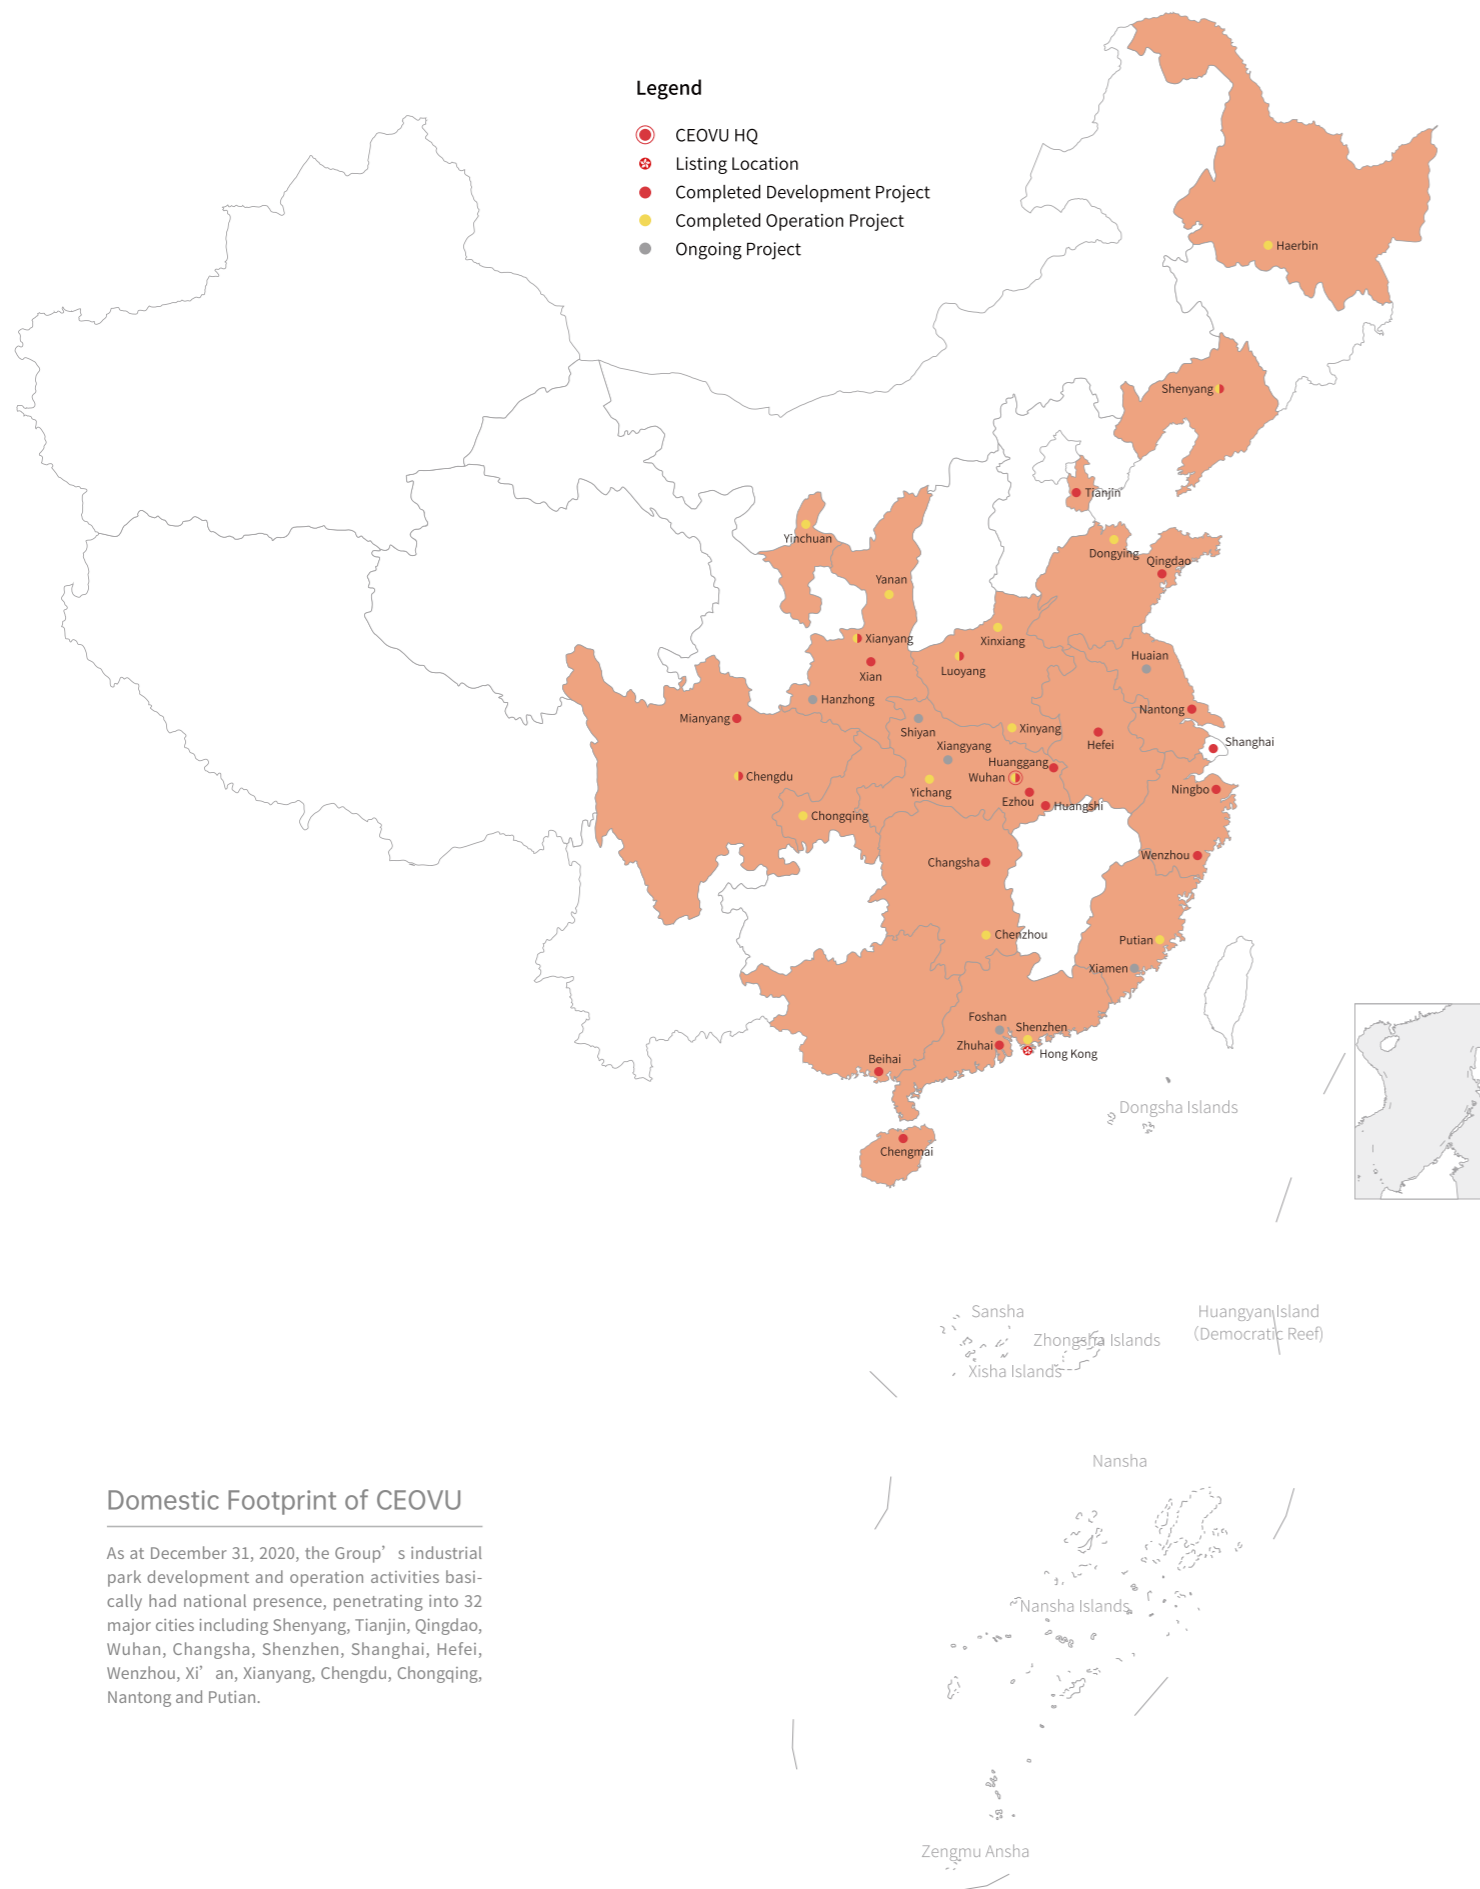 Legend
CEOVU HQ
Listing Location
Completed Development Project
Completed Operation Project
Ongoing Project
Haerbin
Shenyang
Tianjin
Yinchuan
Dongying
Qingdao
Yanan
Xianyang
Xinxiang
Xian
Luoyang
Huaian
Hanzhong
Nantong
Mianyang
Shiyan
Xinyang
Hefei
Shanghai
Xiangyang
Huanggang
Chengdu
Wuhan
Yichang
Ezhou
Huangshi
Ningbo
Chongqing
Changsha
Wenzhou
Chenzhou
Putian
Xiamen
Foshan
Shenzhen
Zhuhai
Hong Kong
Beihai
Dongsha Islands
Chengmai
Sansha
Huangyan Island
(Democratic Reef)
Zhongsha Islands
Xisha Islands
Nansha
Nansha Islands
Zengmu Ansha
Domestic Footprint of CEOVU
As at December 31, 2020, the Group’ s industrial
park development and operation activities basi-
cally had national presence, penetrating into 32
major cities including Shenyang, Tianjin, Qingdao,
Wuhan, Changsha, Shenzhen, Shanghai, Hefei,
Wenzhou, Xi’ an, Xianyang, Chengdu, Chongqing,
Nantong and Putian.